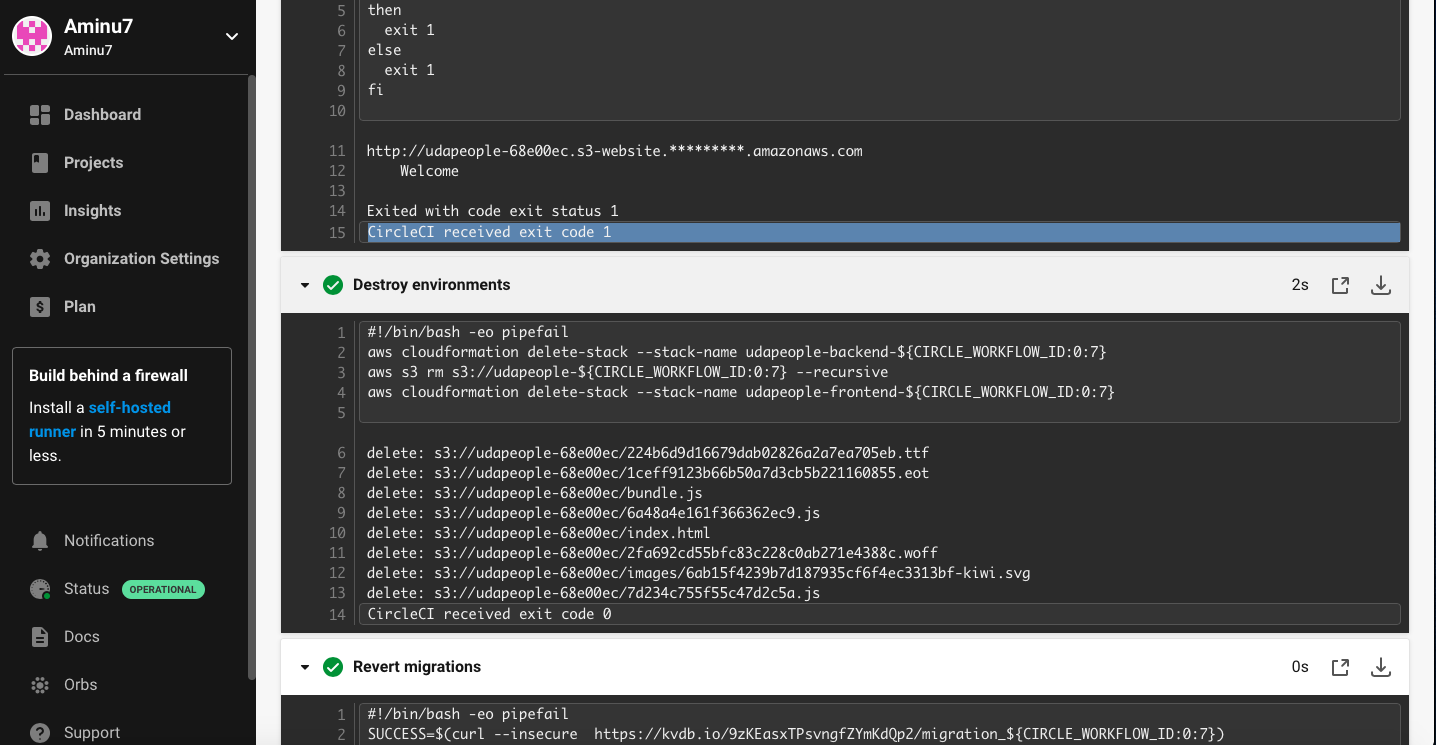 Aminu7
Aminu7
Dashboard
Projects
Insights
Organization Settings
Plan
Build behind a firewall
Install a self-hosted
runner in 5 minutes or
less.
Notifications
Status OPERATIONAL
Docs
Orbs
Support
5 then
6 exit 1
7 else
8 exit 1
9 fi
10
11 http://udapeople-68e00ec.s3-website.*********.amazonaws.com
12 Welcome
13
14 Exited with code exit status 1
15 CircleCI received exit code 1
Destroy environments 2s
1 #!/bin/bash -eo pipefail
2 aws cloudformation delete-stack --stack-name udapeople-backend-${CIRCLE_WORKFLOW_ID:0:7}
3 aws s3 rm s3://udapeople-${CIRCLE_WORKFLOW_ID:0:7} --recursive
4 aws cloudformation delete-stack --stack-name udapeople-frontend-${CIRCLE_WORKFLOW_ID:0:7}
5
6 delete: s3://udapeople-68e00ec/224b6d9d16679dab02826a2a7ea705eb.ttf
7 delete: s3://udapeople-68e00ec/1ceff9123b66b50a7d3cb5b221160855.eot
8 delete: s3://udapeople-68e00ec/bundle.js
9 delete: s3://udapeople-68e00ec/6a48a4e161f366362ec9.js
10 delete: s3://udapeople-68e00ec/index.html
11 delete: s3://udapeople-68e00ec/2fa692cd55bfc83c228c0ab271e4388c.woff
12 delete: s3://udapeople-68e00ec/images/6ab15f4239b7d187935cf6f4ec3313bf-kiwi.svg
13 delete: s3://udapeople-68e00ec/7d234c755f55c47d2c5a.js
14 CircleCI received exit code 0
Revert migrations 0s
1 #!/bin/bash -eo pipefail
2 SUCCESS=$(curl --insecure  https://kvdb.io/9zKEasxTPsvngfZYmKdQp2/migration_${CIRCLE_WORKFLOW_ID:0:7})